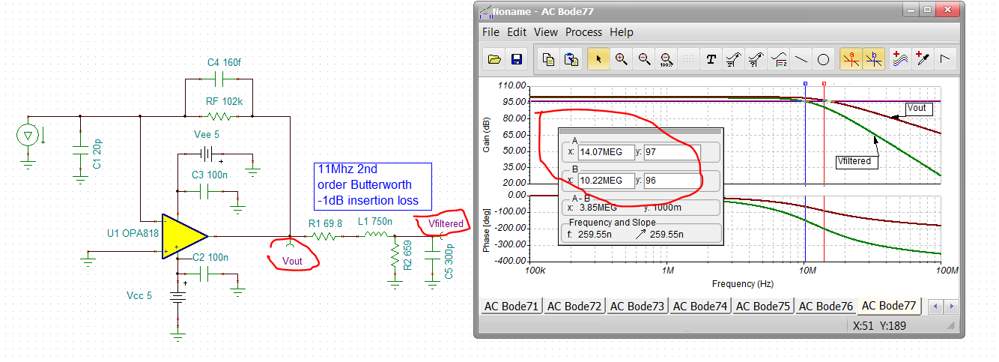 C4 160f
RF 102k
C1 20p
Vee 5
+
C3 100n
U1 OPA818
-
+
+
C2 100n
Vcc 5
+
11Mhz 2nd
order Butterworth
-1dB insertion loss
Vfiltered
R1 69.8
L1 750n
R2 659
C5 300p
Vout
Noname - AC Bode77
File Edit View Process Help
100%
T
a
b
Gain (dB)
110.00
95.00
80.00
65.00
50.00
35.00
20.00
Vout
Vfiltered
A
x: 14.07MEG y: 97
B
x: 10.22MEG y: 96
A - B
x: 3.85MEG y: 1000m
Frequency and Slope
f: 259.55n 259.55n
Phase [deg]
0.00
-100.00
-200.00
-300.00
-400.00
100k 1M 10M 100M
Frequency (Hz)
AC Bode71 AC Bode72 AC Bode73 AC Bode74 AC Bode75 AC Bode76 AC Bode77
X:51 Y:189